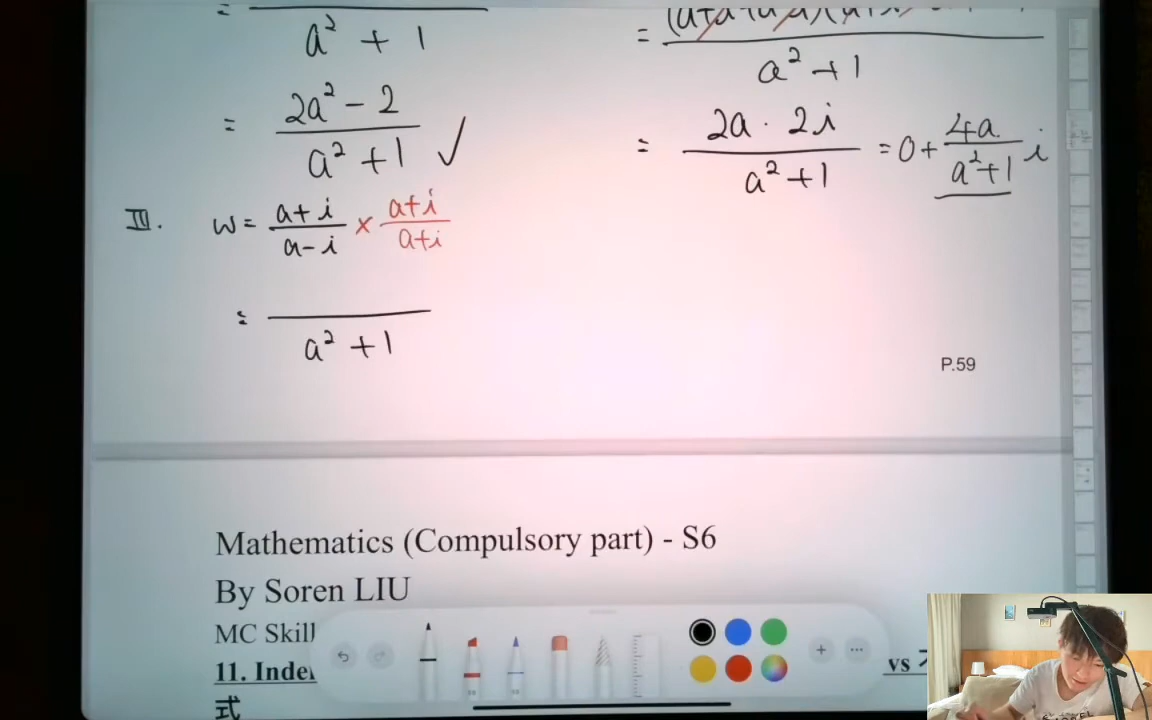 = a² + 1
= a² + 1
= (2a² - 2)/(a² + 1) ✓
= (2a · 2i)/(a² + 1) = 0 + (4a)/(a² + 1) i
III. w = (a + i)/(a - i) × (a + i)/(a + i)
= a² + 1
P.59
Mathematics (Compulsory part) - S6
By Soren LIU
MC Skill
11. Inde
vs
式